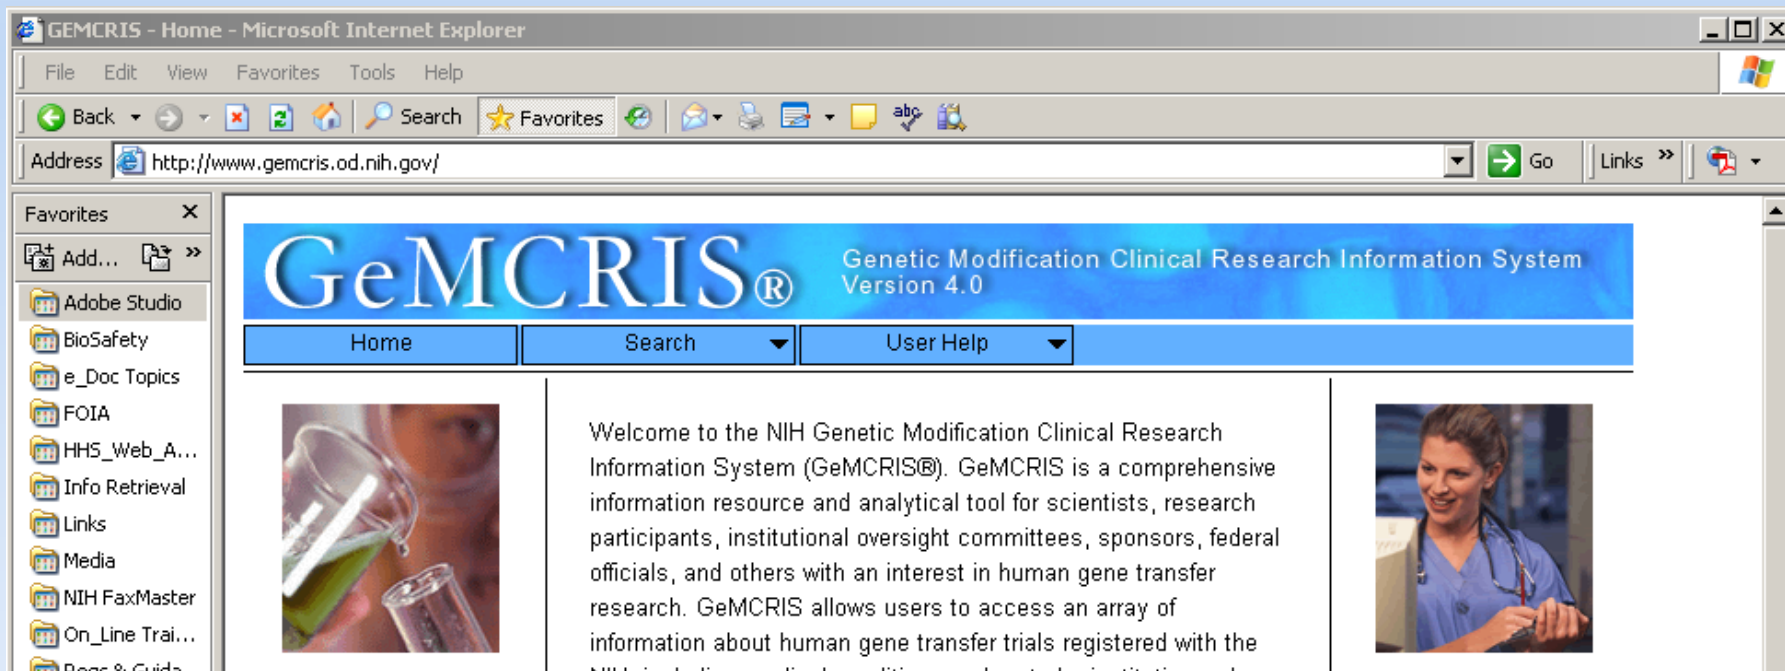 GEMCRIS - Home - Microsoft Internet Explorer
File Edit View Favorites Tools Help
Back Search Favorites
Address http://www.gemcris.od.nih.gov/ Go Links »
Favorites
Add... »
Adobe Studio
BioSafety
e_Doc Topics
FOIA
HHS_Web_A...
Info Retrieval
Links
Media
NIH FaxMaster
On_Line Trai...
GeMCRIS®
Genetic Modification Clinical Research Information System
Version 4.0
Home Search User Help
Welcome to the NIH Genetic Modification Clinical Research
Information System (GeMCRIS®). GeMCRIS is a comprehensive
information resource and analytical tool for scientists, research
participants, institutional oversight committees, sponsors, federal
officials, and others with an interest in human gene transfer
research. GeMCRIS allows users to access an array of
information about human gene transfer trials registered with the